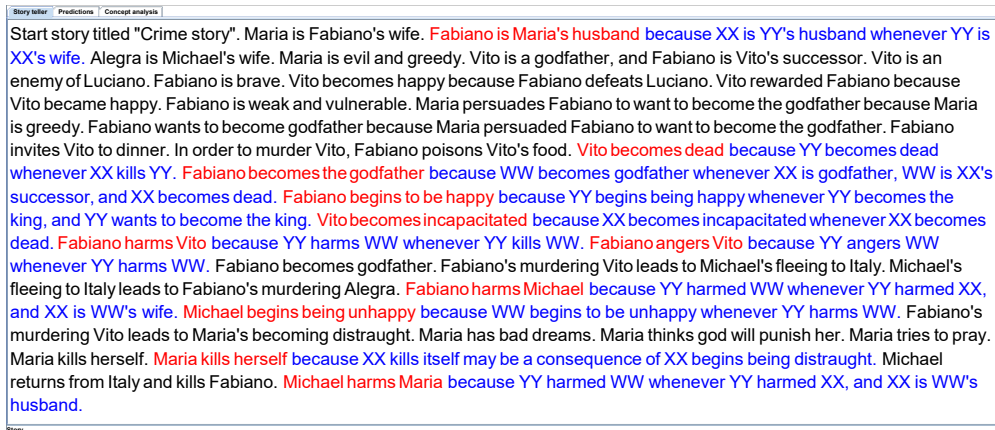 Story teller Predictions Concept analysis
Start story titled "Crime story". Maria is Fabiano's wife. Fabiano is Maria's husband because XX is YY's husband whenever YY is
XX's wife. Alegra is Michael's wife. Maria is evil and greedy. Vito is a godfather, and Fabiano is Vito's successor. Vito is an
enemy of Luciano. Fabiano is brave. Vito becomes happy because Fabiano defeats Luciano. Vito rewarded Fabiano because
Vito became happy. Fabiano is weak and vulnerable. Maria persuades Fabiano to want to become the godfather because Maria
is greedy. Fabiano wants to become godfather because Maria persuaded Fabiano to want to become the godfather. Fabiano
invites Vito to dinner. In order to murder Vito, Fabiano poisons Vito's food. Vito becomes dead because YY becomes dead
whenever XX kills YY. Fabiano becomes the godfather because WW becomes godfather whenever XX is godfather, WW is XX's
successor, and XX becomes dead. Fabiano begins to be happy because YY begins being happy whenever YY becomes the
king, and YY wants to become the king. Vito becomes incapacitated because XX becomes incapacitated whenever XX becomes
dead. Fabiano harms Vito because YY harms WW whenever YY kills WW. Fabiano angers Vito because YY angers WW
whenever YY harms WW. Fabiano becomes godfather. Fabiano's murdering Vito leads to Michael's fleeing to Italy. Michael's
fleeing to Italy leads to Fabiano's murdering Alegra. Fabiano harms Michael because YY harmed WW whenever YY harmed XX,
and XX is WW's wife. Michael begins being unhappy because WW begins to be unhappy whenever YY harms WW. Fabiano's
murdering Vito leads to Maria's becoming distraught. Maria has bad dreams. Maria thinks god will punish her. Maria tries to pray.
Maria kills herself. Maria kills herself because XX kills itself may be a consequence of XX begins being distraught. Michael
returns from Italy and kills Fabiano. Michael harms Maria because YY harmed WW whenever YY harmed XX, and XX is WW's
husband.
Story